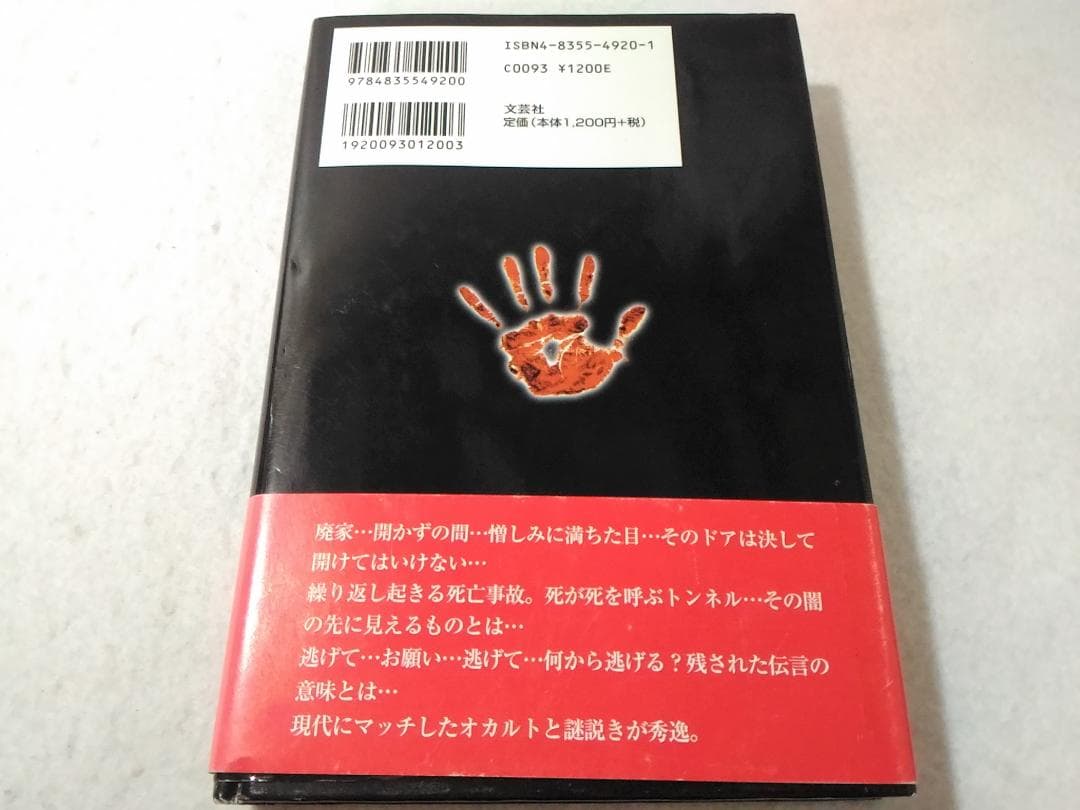 ISBN4-8355-4920-1
C0093 ¥1200E
9784835549200
文芸社
定価(本体1,200円+税)
1920093012003
廃家…開かずの間…憎しみに満ちた目…そのドアは決して
開けてはいけない…
繰り返し起きる死亡事故。死が死を呼ぶトンネル…その闇
の先に見えるものとは…
逃げて…お願い…逃げて…何から逃げる？残された伝言の
意味とは…
現代にマッチしたオカルトと謎説きが秀逸。